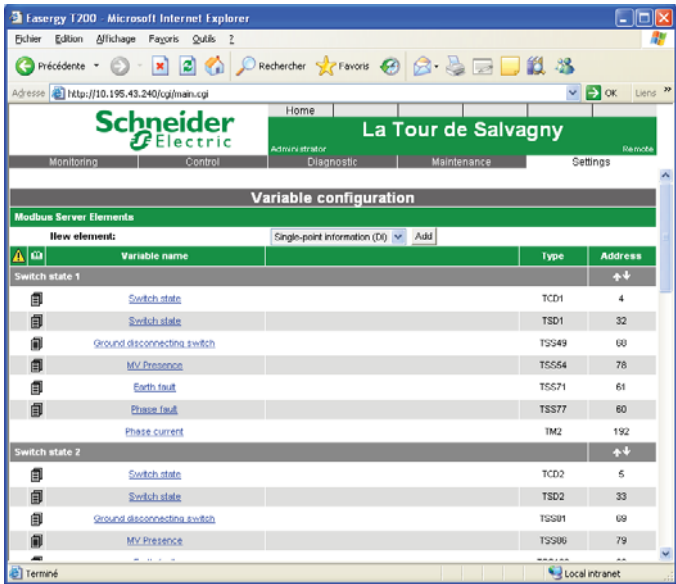 Easergy T200 - Microsoft Internet Explorer
Fichier Edition Affichage Favoris Outils ?
Précédente Rechercher Favoris
Adresse http://10.195.43.240/cgi/main.cgi OK Liens »
Schneider Electric
Home
La Tour de Salvagny
Administrator Remote
Monitoring Control Diagnostic Maintenance Settings
Variable configuration
Modbus Server Elements
New element: Single-point information (DI) Add
Variable name Type Address
Switch state 1
Switch state TCD1 4
Switch state TSD1 32
Ground disconnecting switch TSS49 68
MV Presence TSS54 78
Earth fault TSS71 61
Phase fault TSS77 60
Phase current TM2 192
Switch state 2
Switch state TCD2 5
Switch state TSD2 33
Ground disconnecting switch TSS81 69
MV Presence TSS86 79
Terminé Local intranet